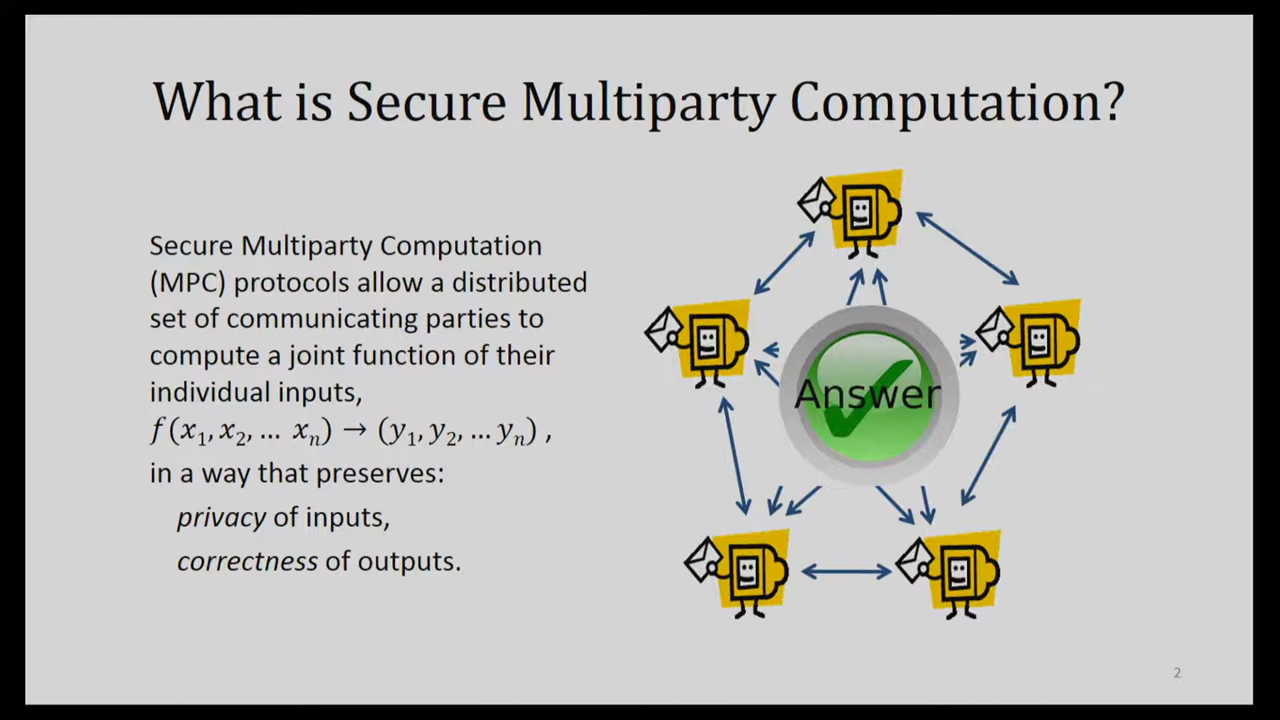 What is Secure Multiparty Computation?
Secure Multiparty Computation
(MPC) protocols allow a distributed
set of communicating parties to
compute a joint function of their
individual inputs,
f(x₁, x₂, … xₙ) → (y₁, y₂, … yₙ) ,
in a way that preserves:
privacy of inputs,
correctness of outputs.
Answer
2